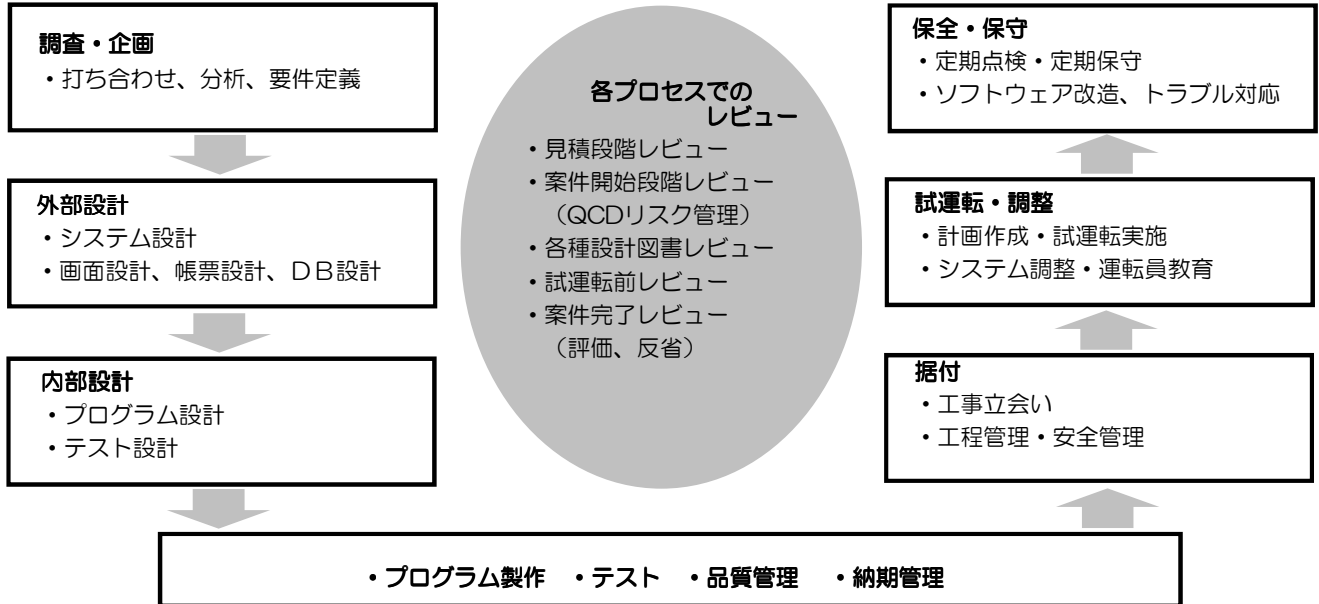 調査・企画
・打ち合わせ、分析、要件定義
外部設計
・システム設計
・画面設計、帳票設計、ＤＢ設計
内部設計
・プログラム設計
・テスト設計
・プログラム製作　・テスト　・品質管理　・納期管理
各プロセスでの
レビュー
・見積段階レビュー
・案件開始段階レビュー
（QCDリスク管理）
・各種設計図書レビュー
・試運転前レビュー
・案件完了レビュー
（評価、反省）
保全・保守
・定期点検・定期保守
・ソフトウェア改造、トラブル対応
試運転・調整
・計画作成・試運転実施
・システム調整・運転員教育
据付
・工事立会い
・工程管理・安全管理